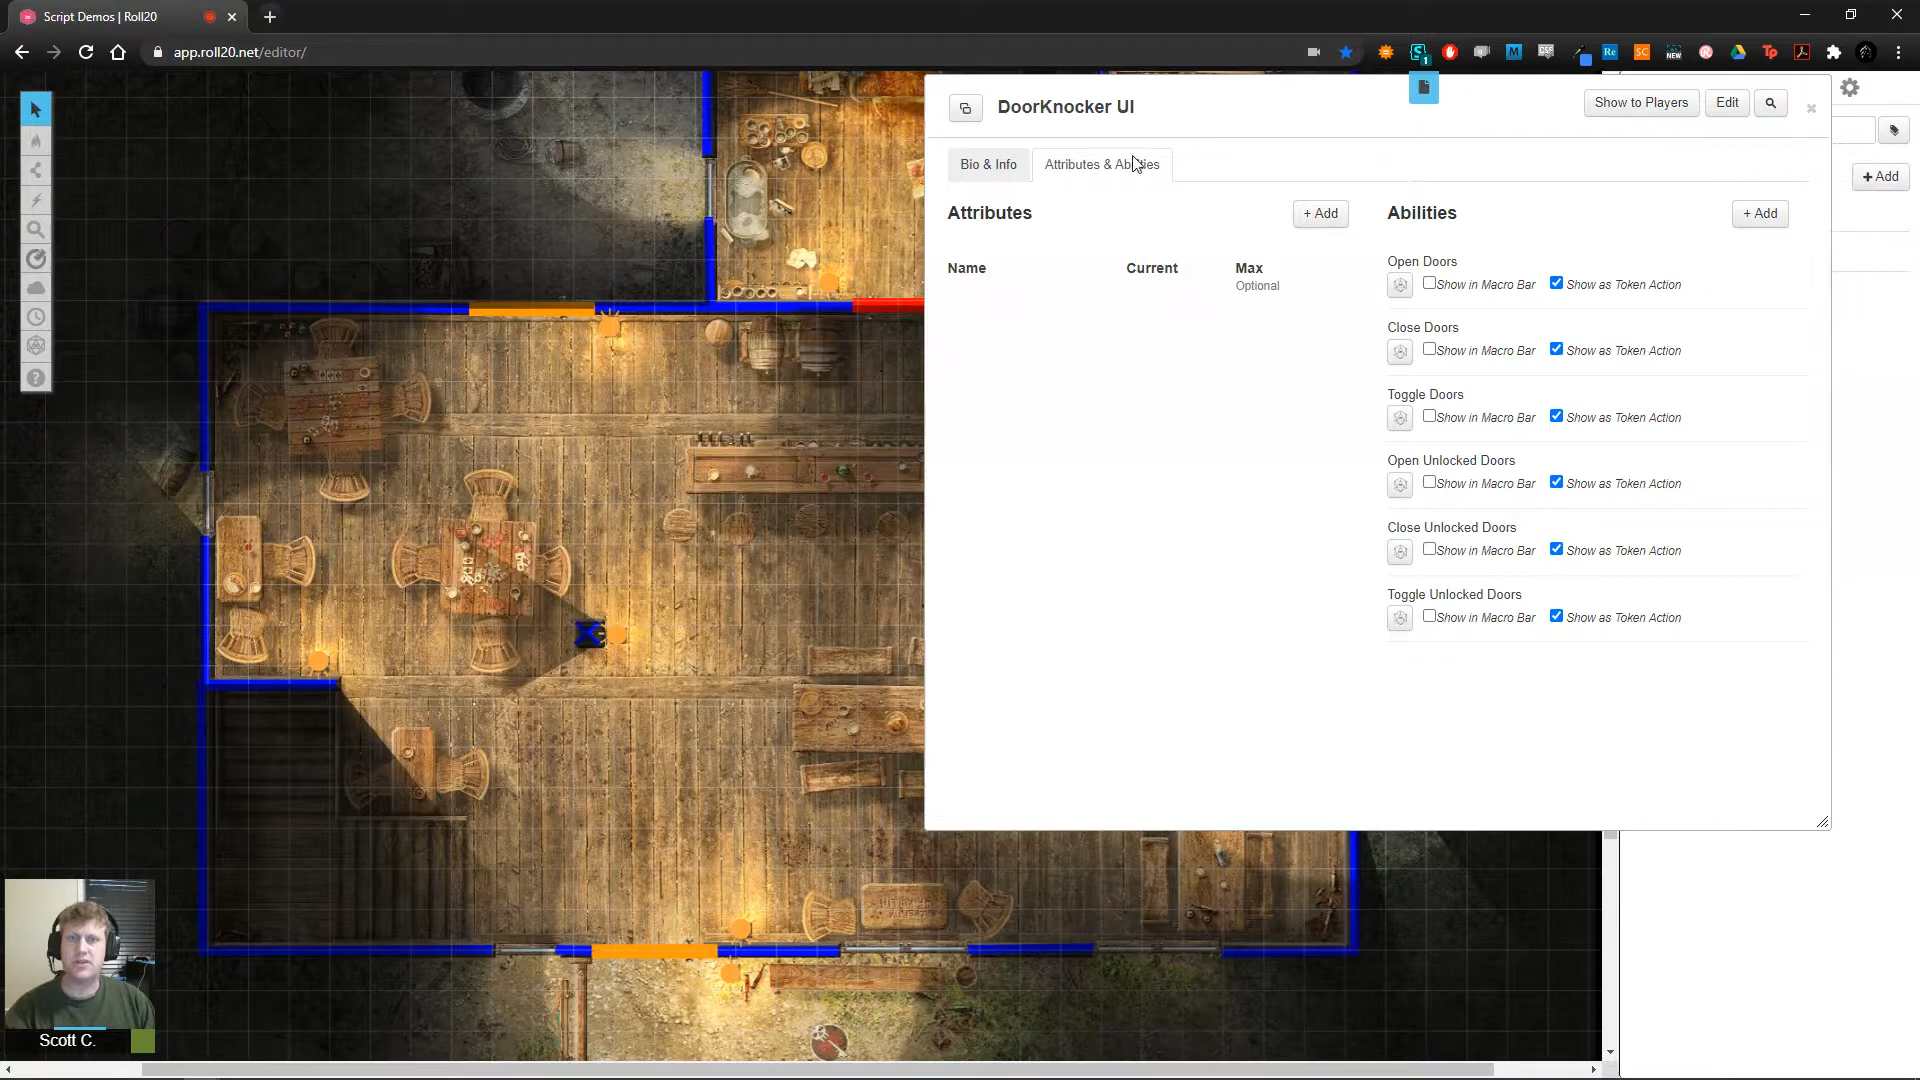 Script Demos | Roll20
app.roll20.net/editor/
DoorKnocker UI
Show to Players
Edit
Bio & Info
Attributes & Ab ties
Attributes
+ Add
Abilities
+ Add
+ Add
Name
Current
Max
Optional
Open Doors
Show in Macro Bar
Show as Token Action
Close Doors
Show in Macro Bar
Show as Token Action
Toggle Doors
Show in Macro Bar
Show as Token Action
Open Unlocked Doors
Show in Macro Bar
Show as Token Action
Close Unlocked Doors
Show in Macro Bar
Show as Token Action
Toggle Unlocked Doors
Show in Macro Bar
Show as Token Action
Scott C.